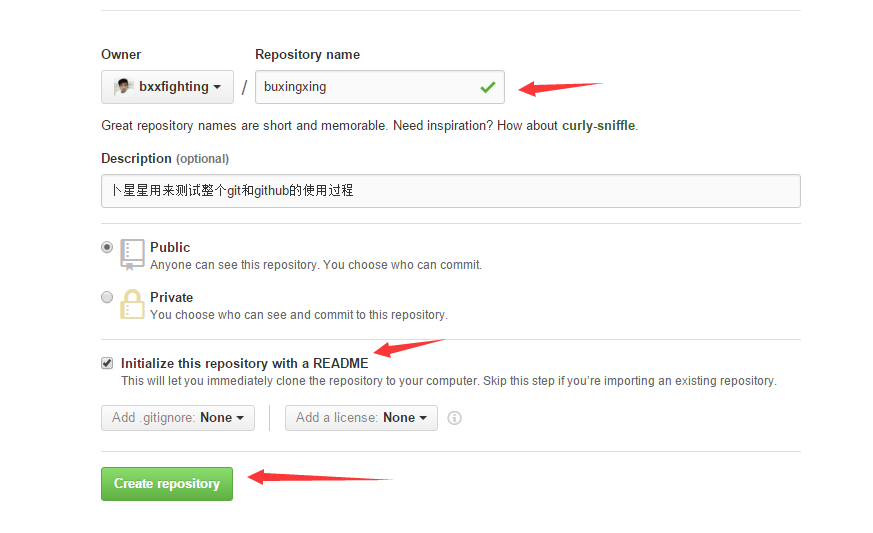 Owner Repository name
bxxfighting / buxingxing
Great repository names are short and memorable. Need inspiration? How about curly-sniffle.
Description (optional)
卜星星用来测试整个git和github的使用过程
Public
Anyone can see this repository. You choose who can commit.
Private
You choose who can see and commit to this repository.
Initialize this repository with a README
This will let you immediately clone the repository to your computer. Skip this step if you’re importing an existing repository.
Add .gitignore: None Add a license: None
Create repository